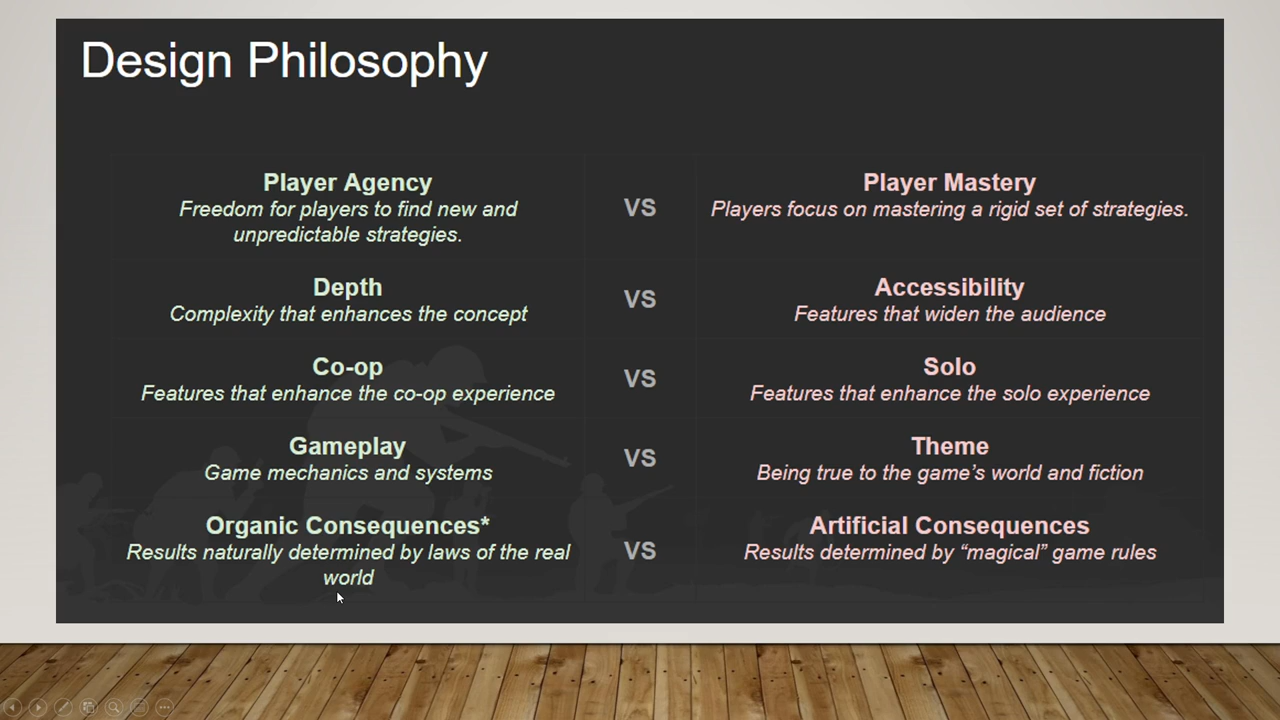 Design Philosophy
Player Agency
Freedom for players to find new and
unpredictable strategies.
VS
Player Mastery
Players focus on mastering a rigid set of strategies.
Depth
Complexity that enhances the concept
VS
Accessibility
Features that widen the audience
Co-op
Features that enhance the co-op experience
VS
Solo
Features that enhance the solo experience
Gameplay
Game mechanics and systems
VS
Theme
Being true to the game’s world and fiction
Organic Consequences*
Results naturally determined by laws of the real
world
VS
Artificial Consequences
Results determined by “magical” game rules